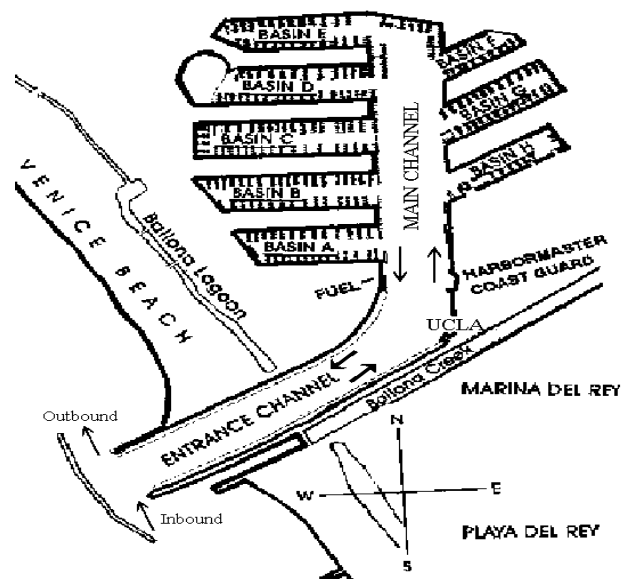 BASIN E
BASIN F
BASIN D
BASIN G
BASIN C
BASIN H
BASIN B
BASIN A
MAIN CHANNEL
VENICE BEACH
Ballona Lagoon
FUEL
HARBORMASTER
COAST GUARD
UCLA
Ballona Creek
ENTRANCE CHANNEL
MARINA DEL REY
Outbound
Inbound
N
W
E
S
PLAYA DEL REY